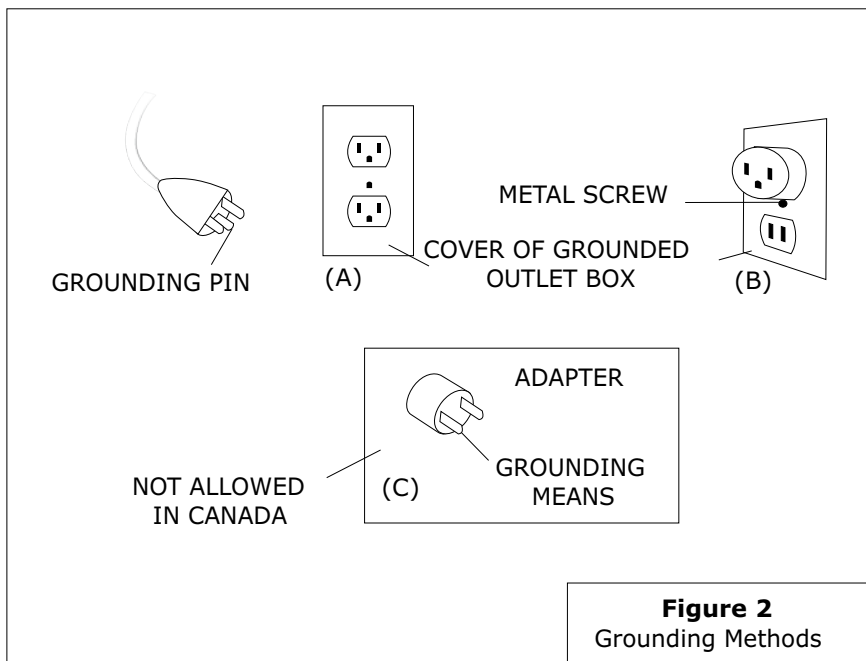 GROUNDING PIN
(A)
COVER OF GROUNDED
OUTLET BOX
METAL SCREW
(B)
ADAPTER
GROUNDING
MEANS
(C)
NOT ALLOWED
IN CANADA
Figure 2
Grounding Methods